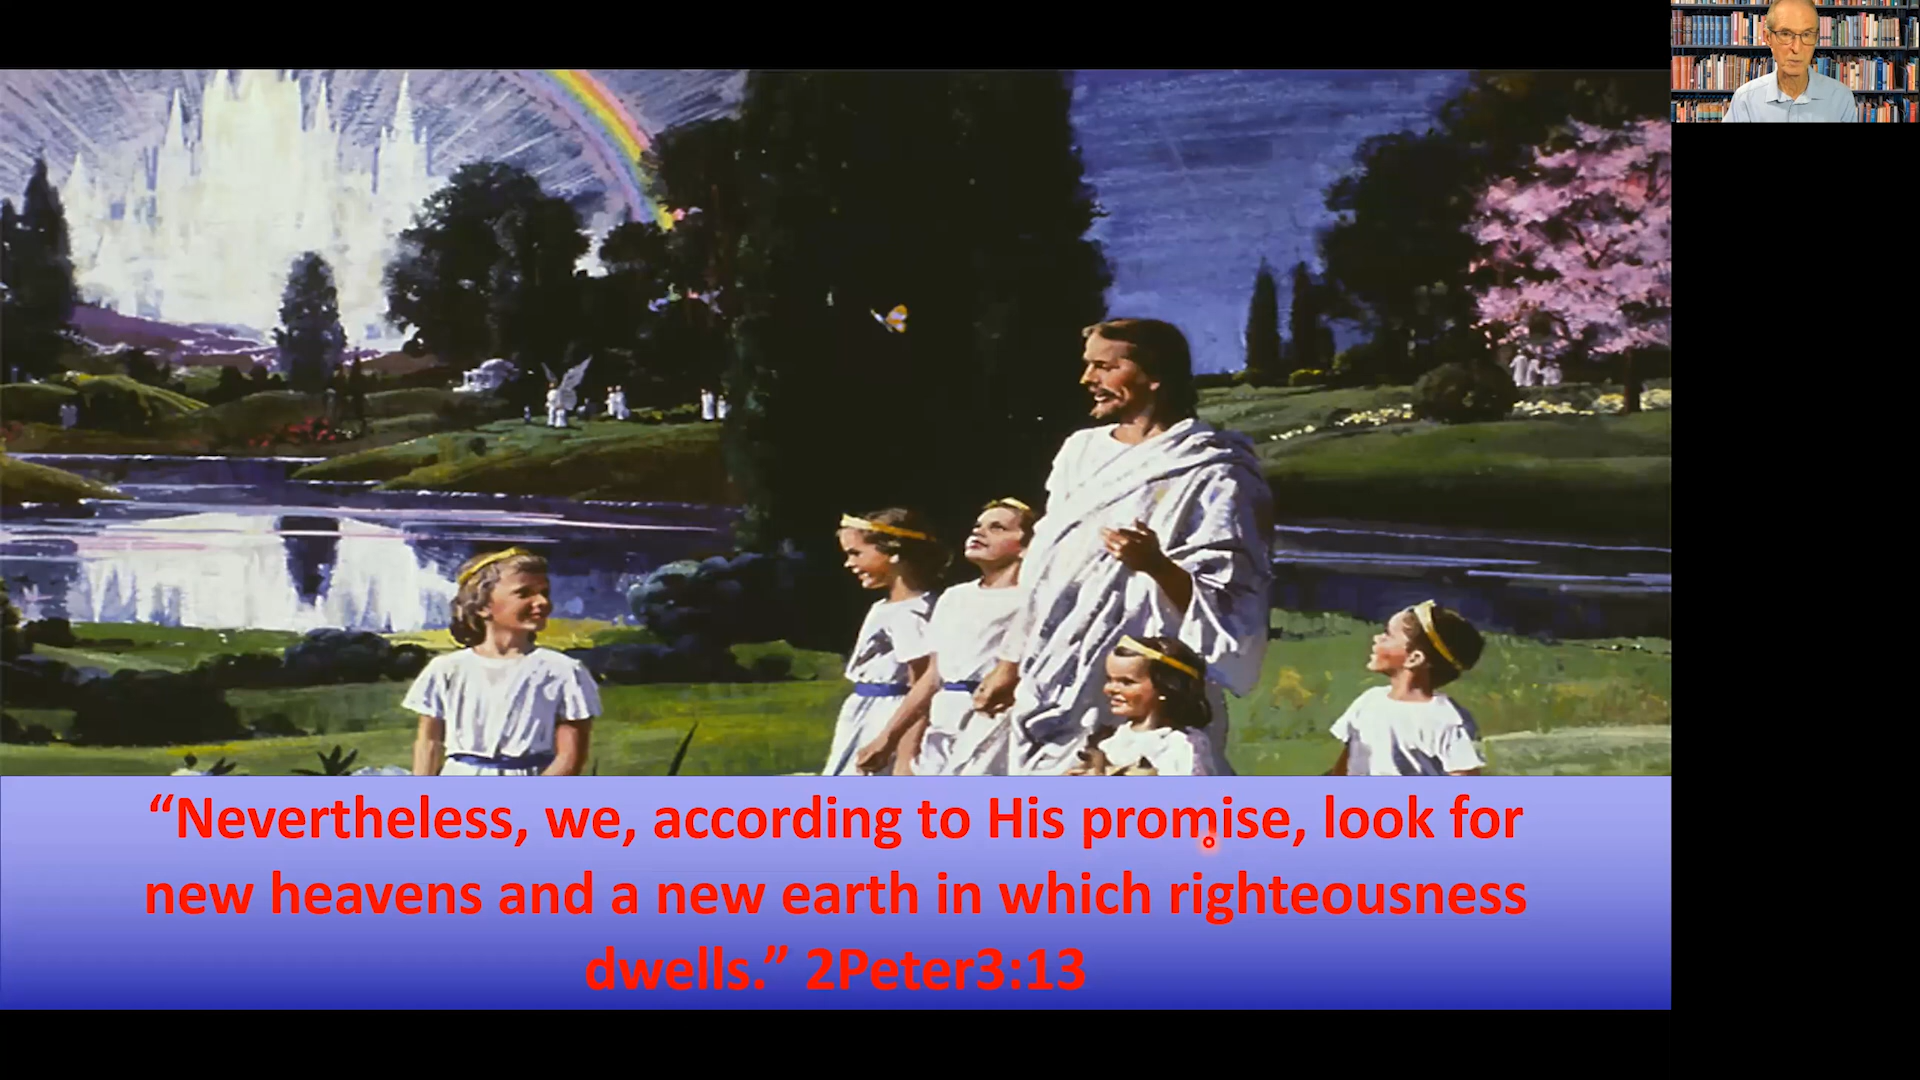 “Nevertheless, we, according to His promise, look for
new heavens and a new earth in which righteousness
dwells.” 2Peter3:13